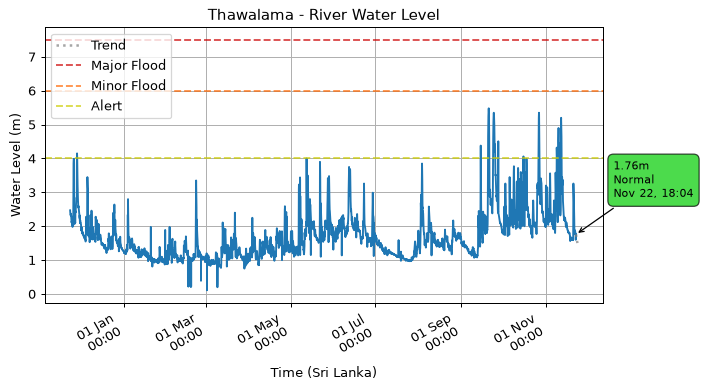 Thawalama - River Water Level
Trend
Major Flood
Minor Flood
Alert
Water Level (m)
7
6
5
4
3
2
1
0
1.76m
Normal
Nov 22, 18:04
01 Jan
00:00
01 Mar
00:00
01 May
00:00
01 Jul
00:00
01 Sep
00:00
01 Nov
00:00
Time (Sri Lanka)